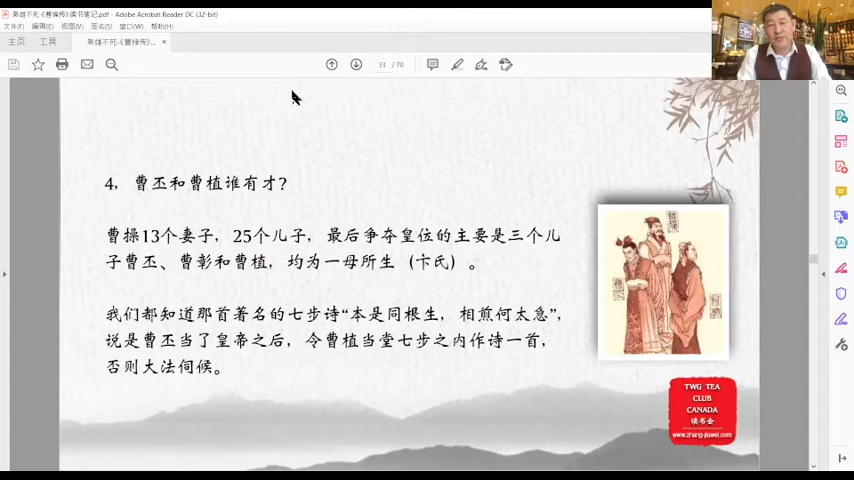 枭雄不死-《曹操传》读书笔记.pdf - Adobe Acrobat Reader DC (32-bit)
文件(F) 编辑(E) 视图(V) 签名(S) 窗口(W) 帮助(H)
主页 工具 枭雄不死-《曹操传》... ×
33 / 70
4，曹丕和曹植谁有才？
曹操13个妻子，25个儿子，最后争夺皇位的主要是三个儿
子曹丕、曹彰和曹植，均为一母所生（卞氏）。
我们都知道那首著名的七步诗“本是同根生，相煎何太急”，
说是曹丕当了皇帝之后，令曹植当堂七步之内作诗一首，
否则大法伺候。
TWG TEA
CLUB
CANADA
读书会
www.zhang-jiawei.com